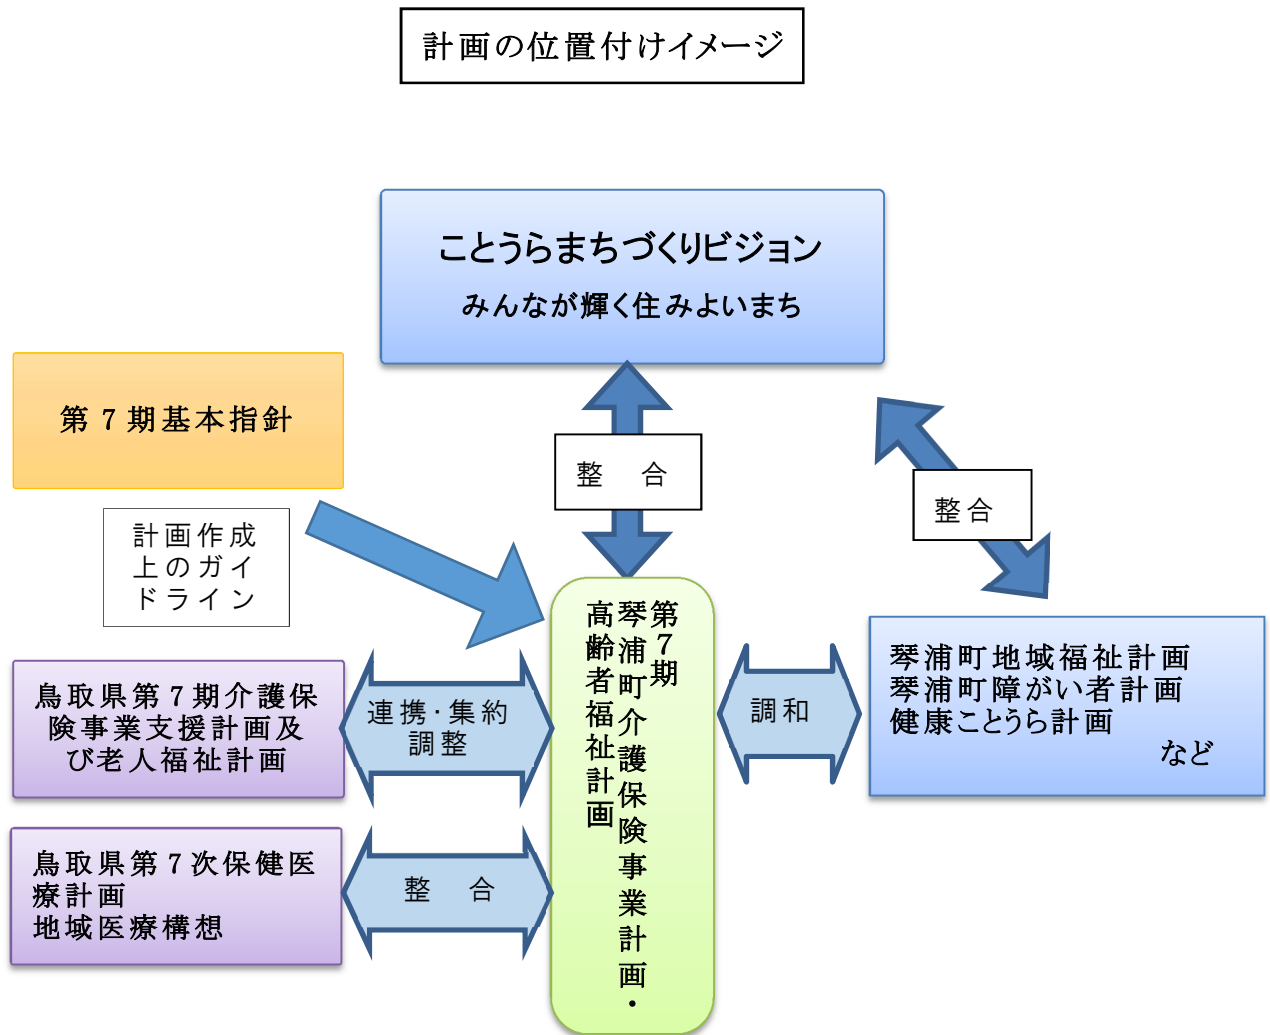 計画の位置付けイメージ
ことうらまちづくりビジョン
みんなが輝く住みよいまち
第7期基本指針
整　合
整合
計画作成
上のガイ
ドライン
第7期
琴浦町介護保険事業計画・
高齢者福祉計画
鳥取県第7期介護保
険事業支援計画及
び老人福祉計画
連携・集約
調整
調和
琴浦町地域福祉計画
琴浦町障がい者計画
健康ことうら計画
など
鳥取県第7次保健医
療計画
地域医療構想
整　合